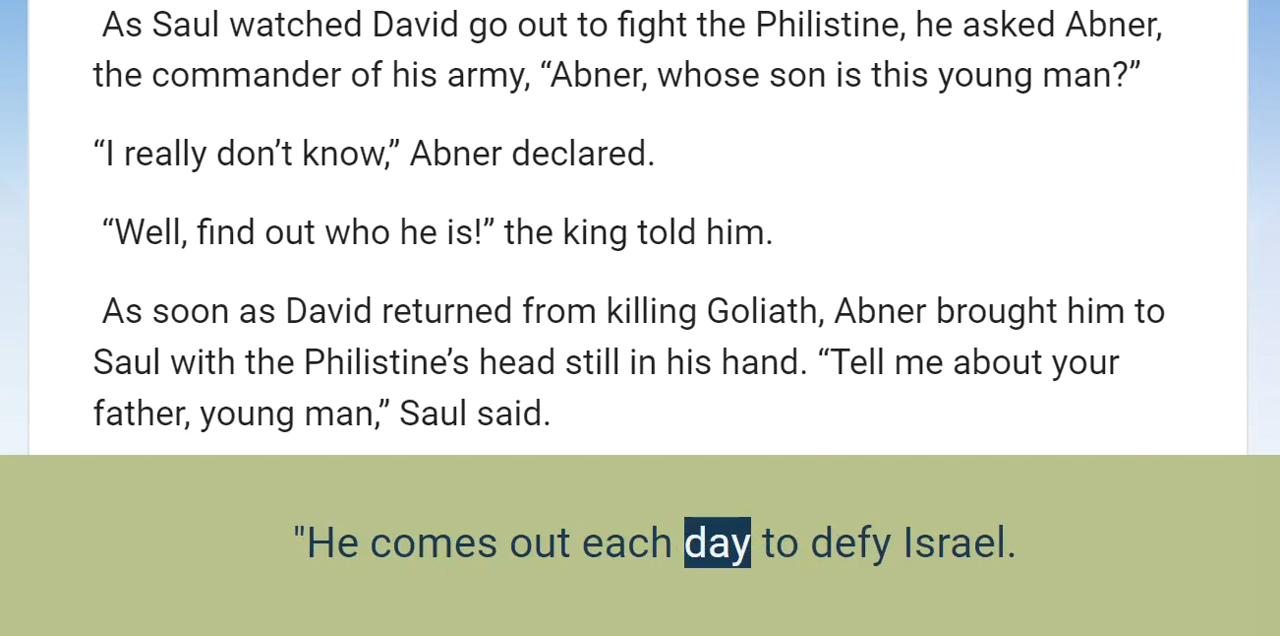 As Saul watched David go out to fight the Philistine, he asked Abner,
the commander of his army, “Abner, whose son is this young man?”
“I really don’t know,” Abner declared.
“Well, find out who he is!” the king told him.
As soon as David returned from killing Goliath, Abner brought him to
Saul with the Philistine’s head still in his hand. “Tell me about your
father, young man,” Saul said.
"He comes out each day to defy Israel.